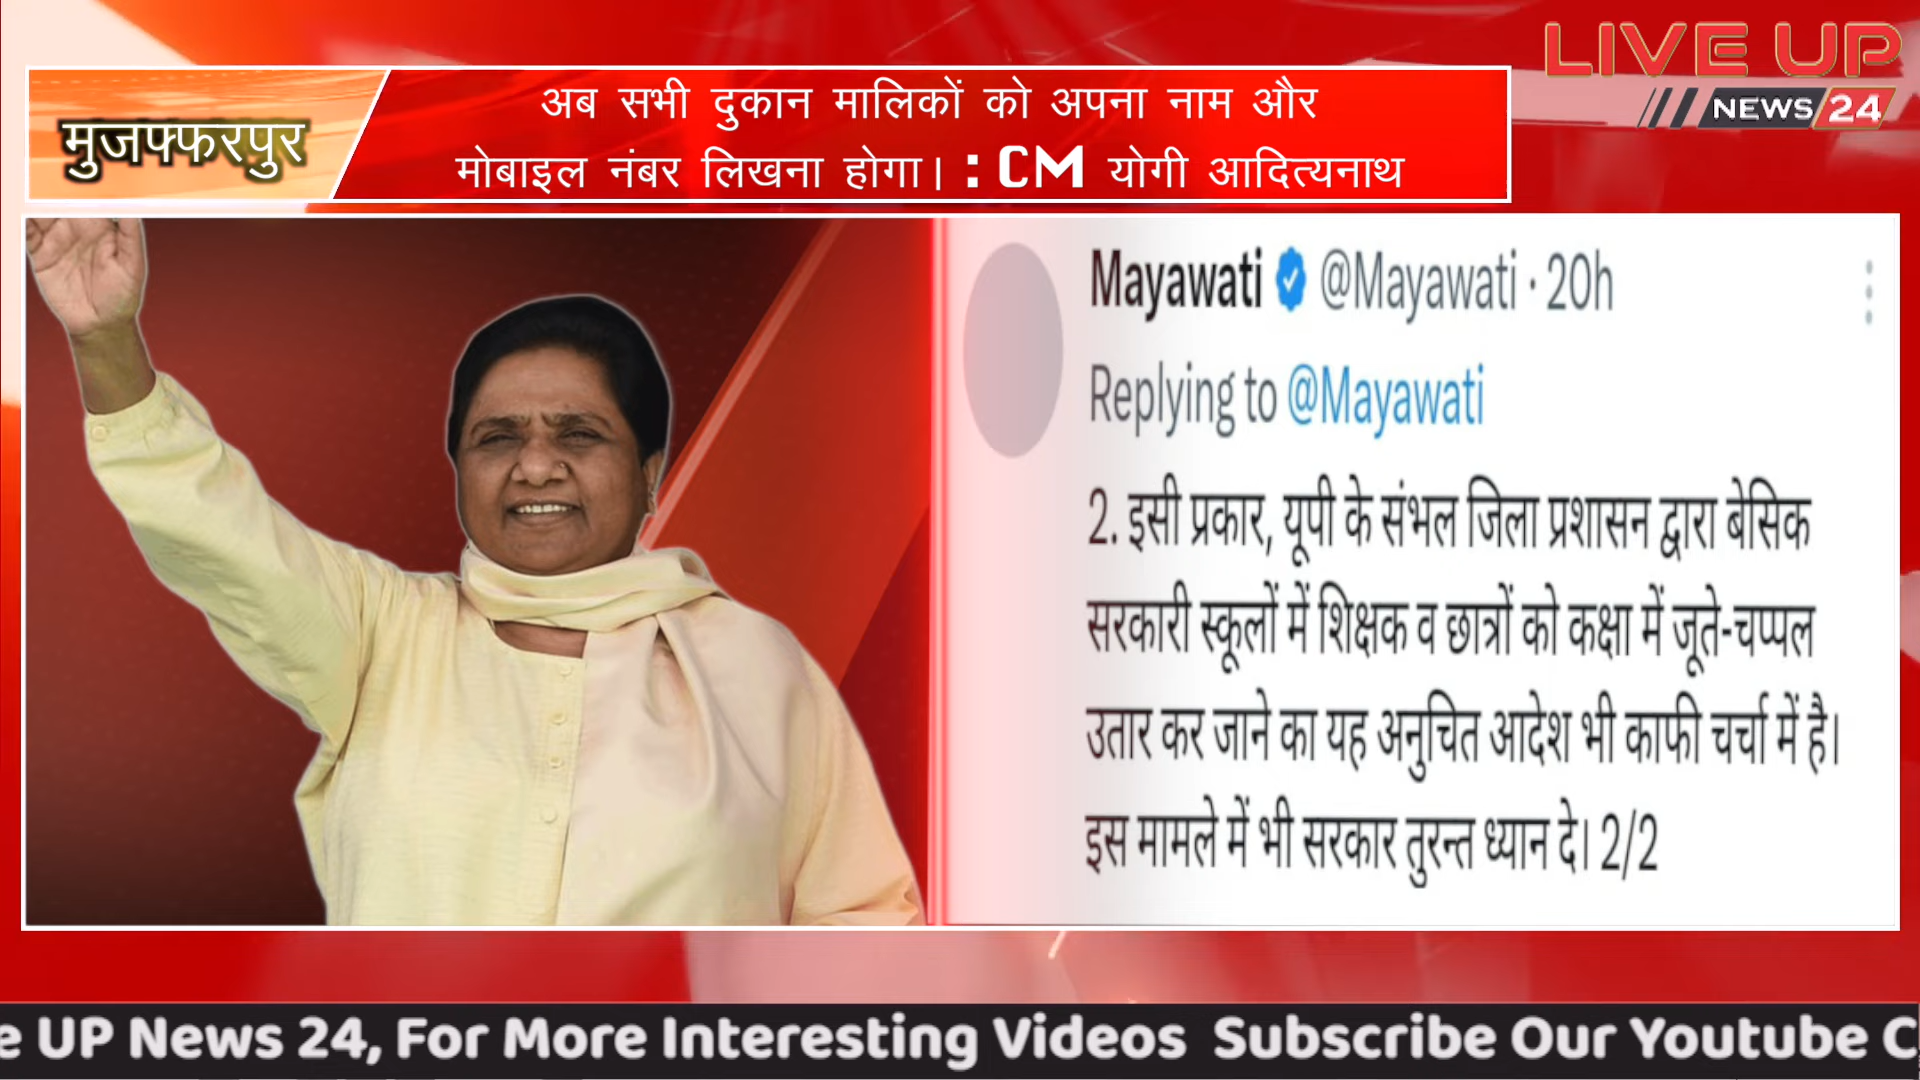 LIVE UP
NEWS 24
मुजफ्फरपुर
अब सभी दुकान मालिकों को अपना नाम और
मोबाइल नंबर लिखना होगा। : CM योगी आदित्यनाथ
Mayawati @Mayawati · 20h
Replying to @Mayawati
2. इसी प्रकार, यूपी के संभल जिला प्रशासन द्वारा बेसिक
सरकारी स्कूलों में शिक्षक व छात्रों को कक्षा में जूते-चप्पल
उतार कर जाने का यह अनुचित आदेश भी काफी चर्चा में है।
इस मामले में भी सरकार तुरन्त ध्यान दे। 2/2
e UP News 24, For More Interesting Videos Subscribe Our Youtube C